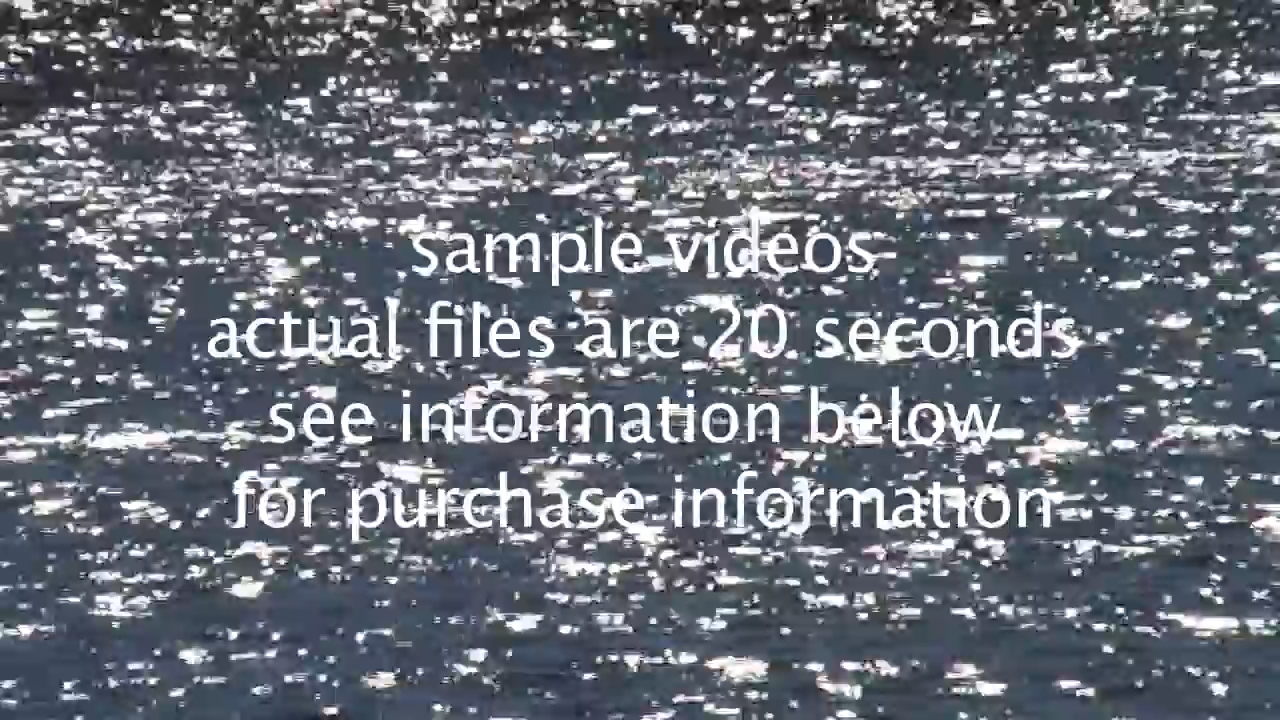 sample videos
actual files are 20 seconds
see information below
for purchase information